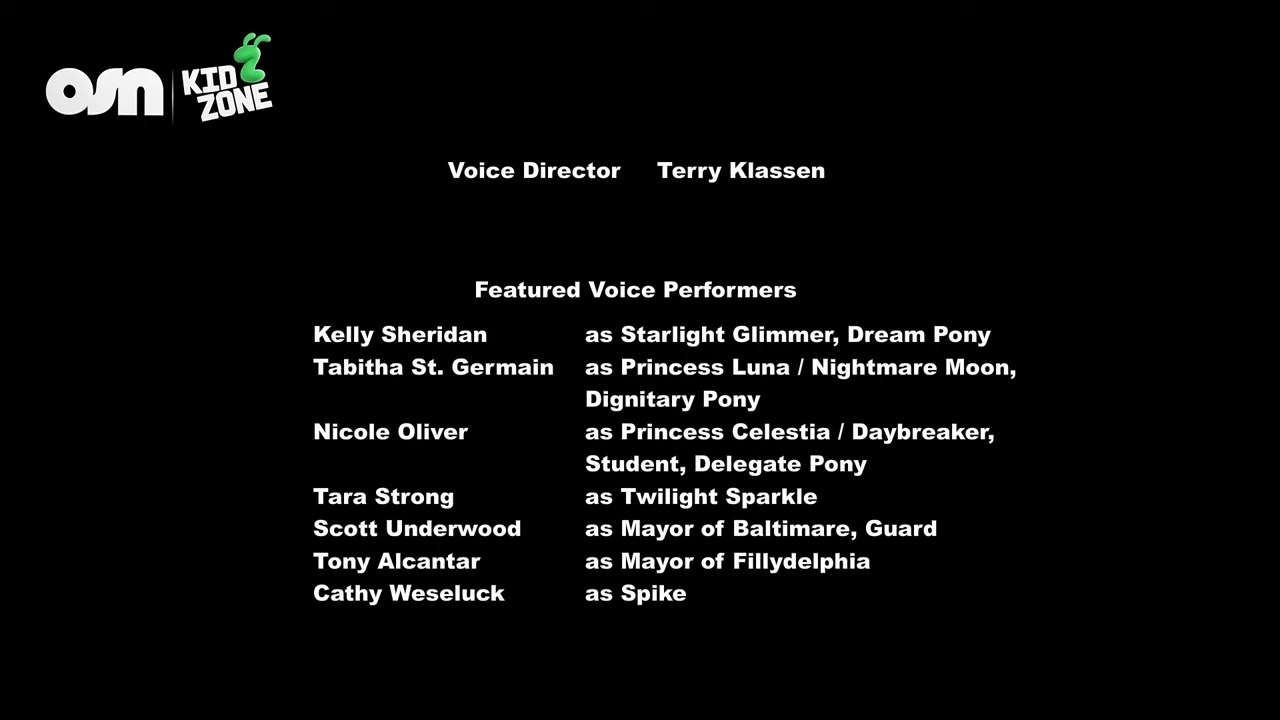 osn KID ZONE
Voice Director Terry Klassen
Featured Voice Performers
Kelly Sheridan as Starlight Glimmer, Dream Pony
Tabitha St. Germain as Princess Luna / Nightmare Moon,
Dignitary Pony
Nicole Oliver as Princess Celestia / Daybreaker,
Student, Delegate Pony
Tara Strong as Twilight Sparkle
Scott Underwood as Mayor of Baltimare, Guard
Tony Alcantar as Mayor of Fillydelphia
Cathy Weseluck as Spike